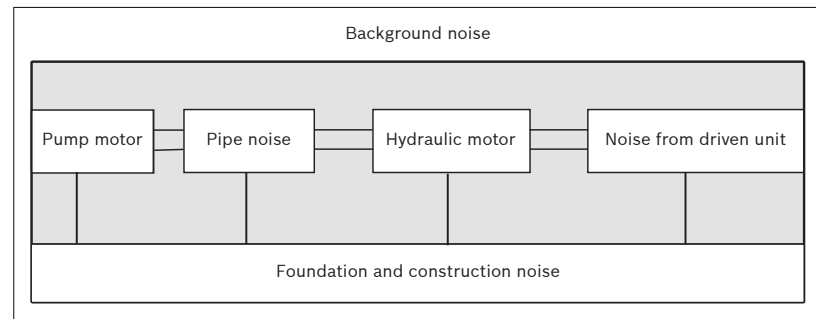 Background noise
Pump motor
Pipe noise
Hydraulic motor
Noise from driven unit
Foundation and construction noise